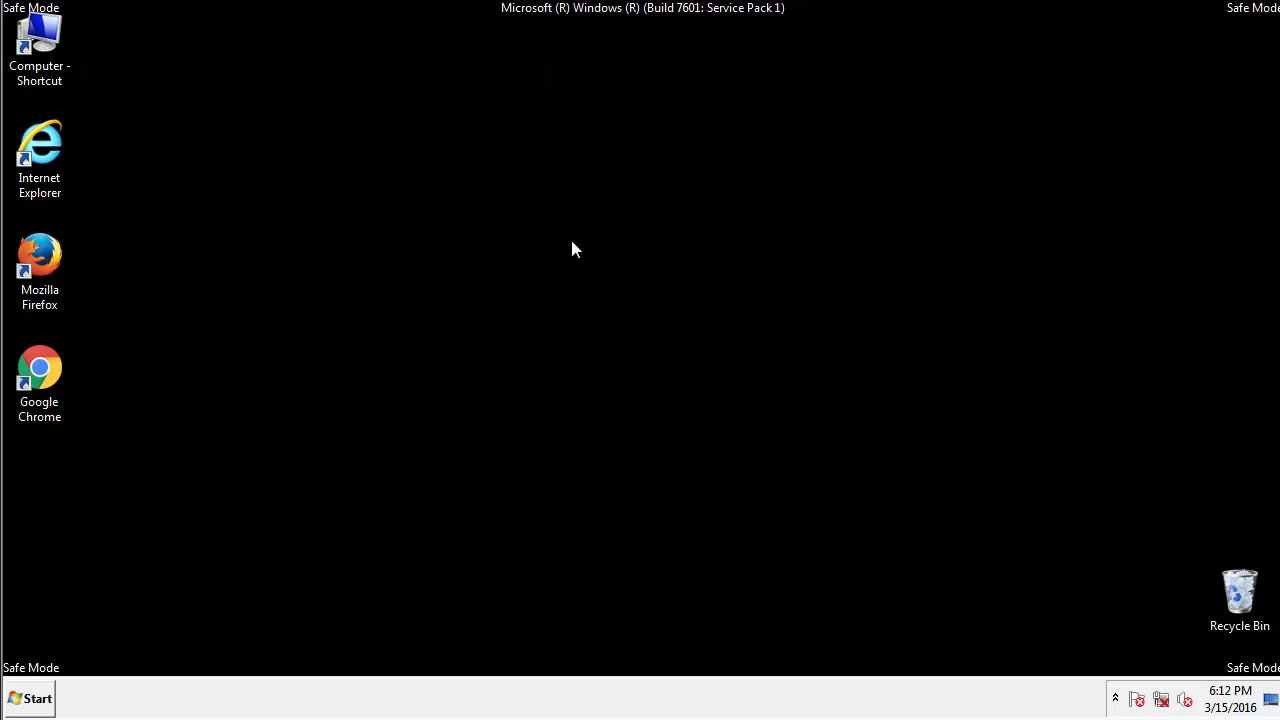 Safe Mode
Microsoft (R) Windows (R) (Build 7601: Service Pack 1)
Safe Mode
Computer -
Shortcut
Internet
Explorer
Mozilla
Firefox
Google
Chrome
Recycle Bin
Safe Mode
Safe Mode
Start
6:12 PM
3/15/2016